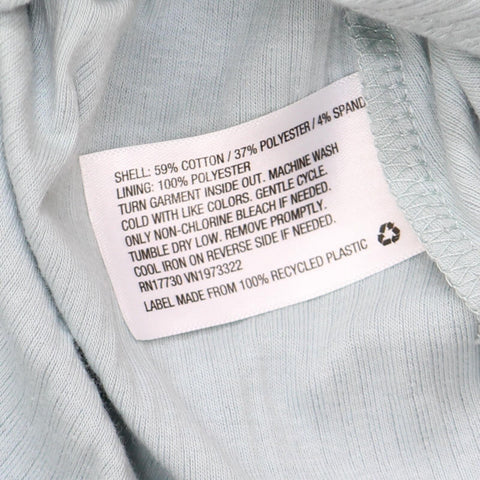 SHELL: 59% COTTON / 37% POLYESTER / 4% SPAND
LINING: 100% POLYESTER
TURN GARMENT INSIDE OUT. MACHINE WASH
COLD WITH LIKE COLORS. GENTLE CYCLE.
ONLY NON-CHLORINE BLEACH IF NEEDED.
TUMBLE DRY LOW. REMOVE PROMPTLY.
COOL IRON ON REVERSE SIDE IF NEEDED.
RN17730 VN1973322
LABEL MADE FROM 100% RECYCLED PLASTIC